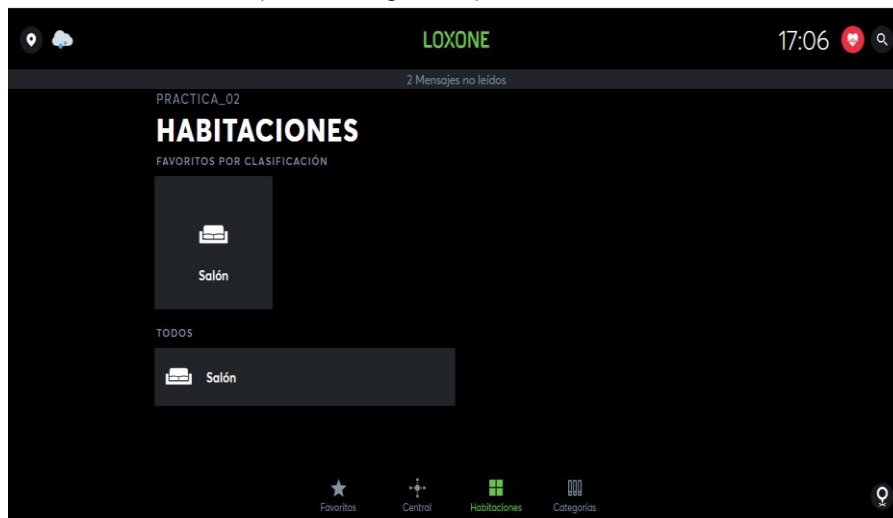 LOXONE
17:06
2 Mensajes no leídos
PRACTICA_02
HABITACIONES
FAVORITOS POR CLASIFICACIÓN
Salón
TODOS
Salón
Favoritos
Central
Habitaciones
Categorías